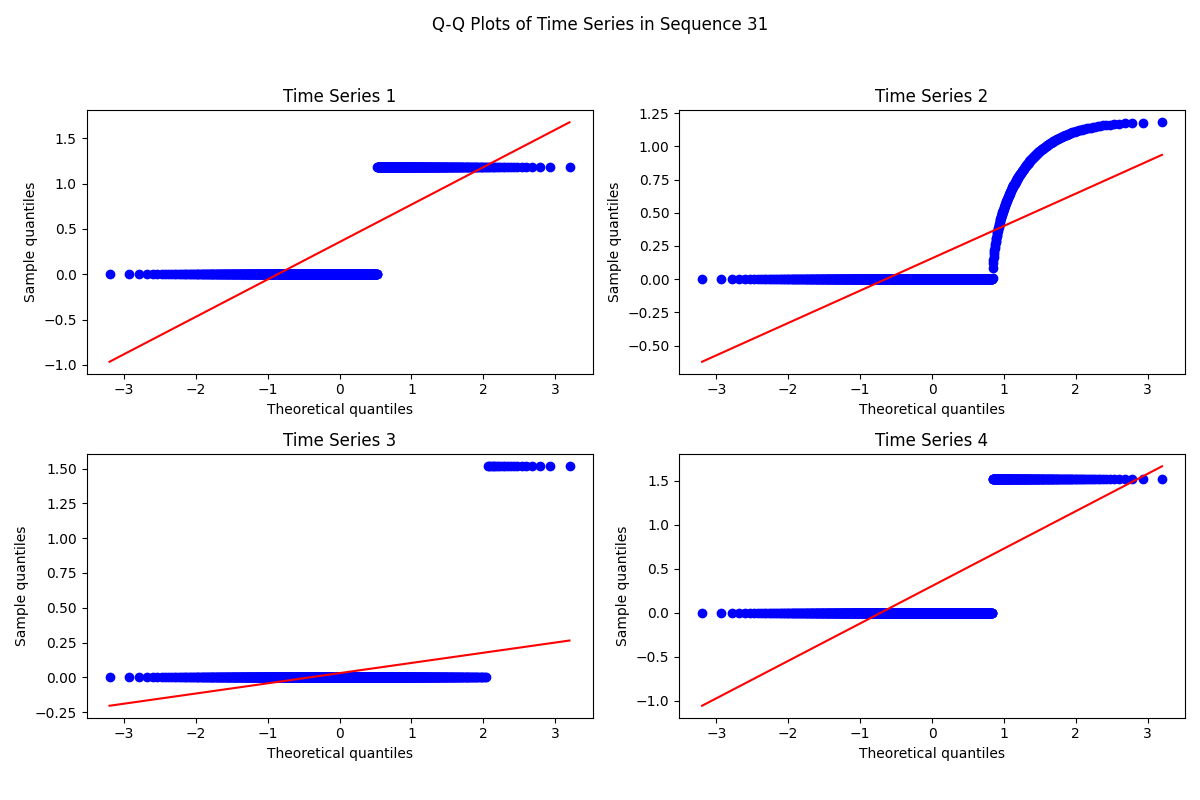 Q-Q Plots of Time Series in Sequence 31
Time Series 1
Sample quantiles
1.5
1.0
0.5
0.0
−0.5
−1.0
−3 −2 −1 0 1 2 3
Theoretical quantiles
Time Series 2
Sample quantiles
1.25
1.00
0.75
0.50
0.25
0.00
−0.25
−0.50
−3 −2 −1 0 1 2 3
Theoretical quantiles
Time Series 3
Sample quantiles
1.50
1.25
1.00
0.75
0.50
0.25
0.00
−0.25
−3 −2 −1 0 1 2 3
Theoretical quantiles
Time Series 4
Sample quantiles
1.5
1.0
0.5
0.0
−0.5
−1.0
−3 −2 −1 0 1 2 3
Theoretical quantiles